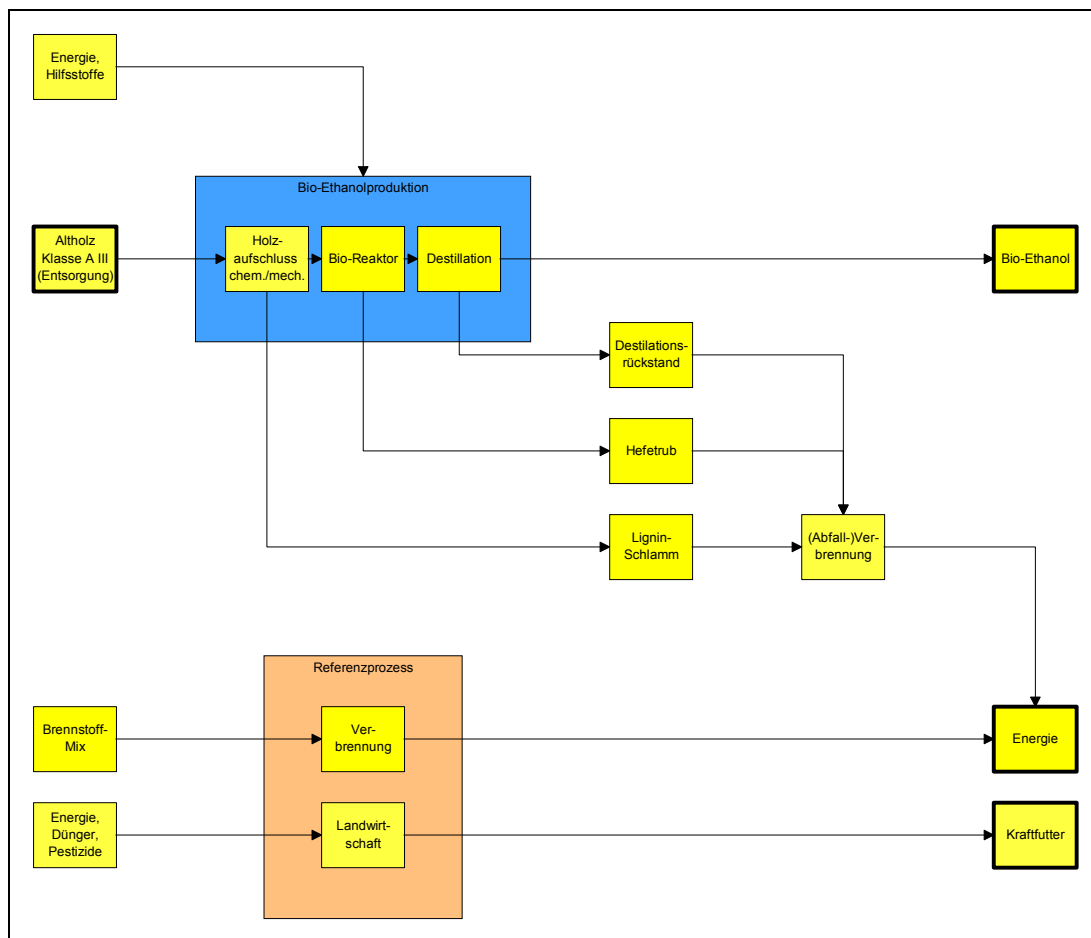 Energie,
Hilfsstoffe
Bio-Ethanolproduktion
Altholz
Klasse A III
(Entsorgung)
Holz-
aufschluss
chem./mech.
Bio-Reaktor
Destillation
Bio-Ethanol
Destilations-
rückstand
Hefetrub
Lignin-
Schlamm
(Abfall-)Ver-
brennung
Referenzprozess
Brennstoff-
Mix
Ver-
brennung
Energie
Energie,
Dünger,
Pestizide
Landwirt-
schaft
Kraftfutter